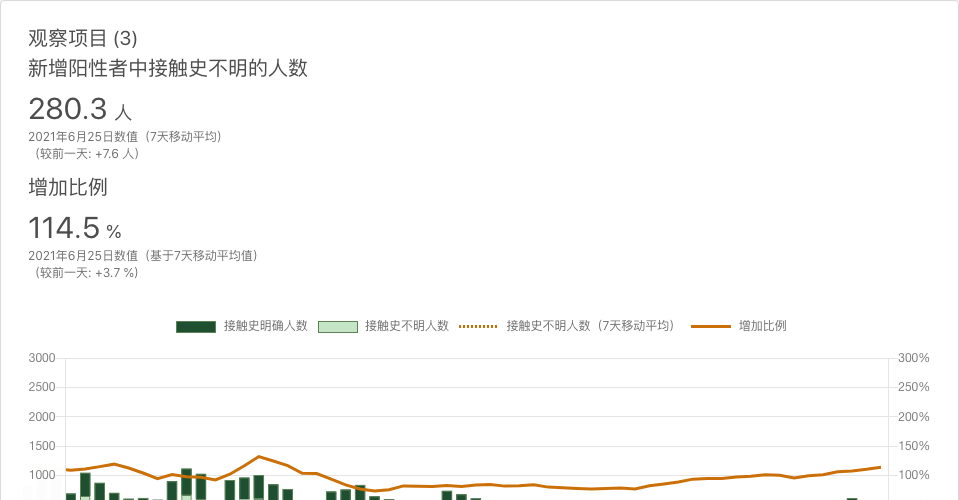 观察项目 (3)
新增阳性者中接触史不明的人数
280.3 人
2021年6月25日数值（7天移动平均）
（较前一天: +7.6 人）
增加比例
114.5 %
2021年6月25日数值（基于7天移动平均值）
（较前一天: +3.7 %）
接触史明确人数 接触史不明人数 接触史不明人数（7天移动平均） 增加比例
3000 300%
2500 250%
2000 200%
1500 150%
1000 100%